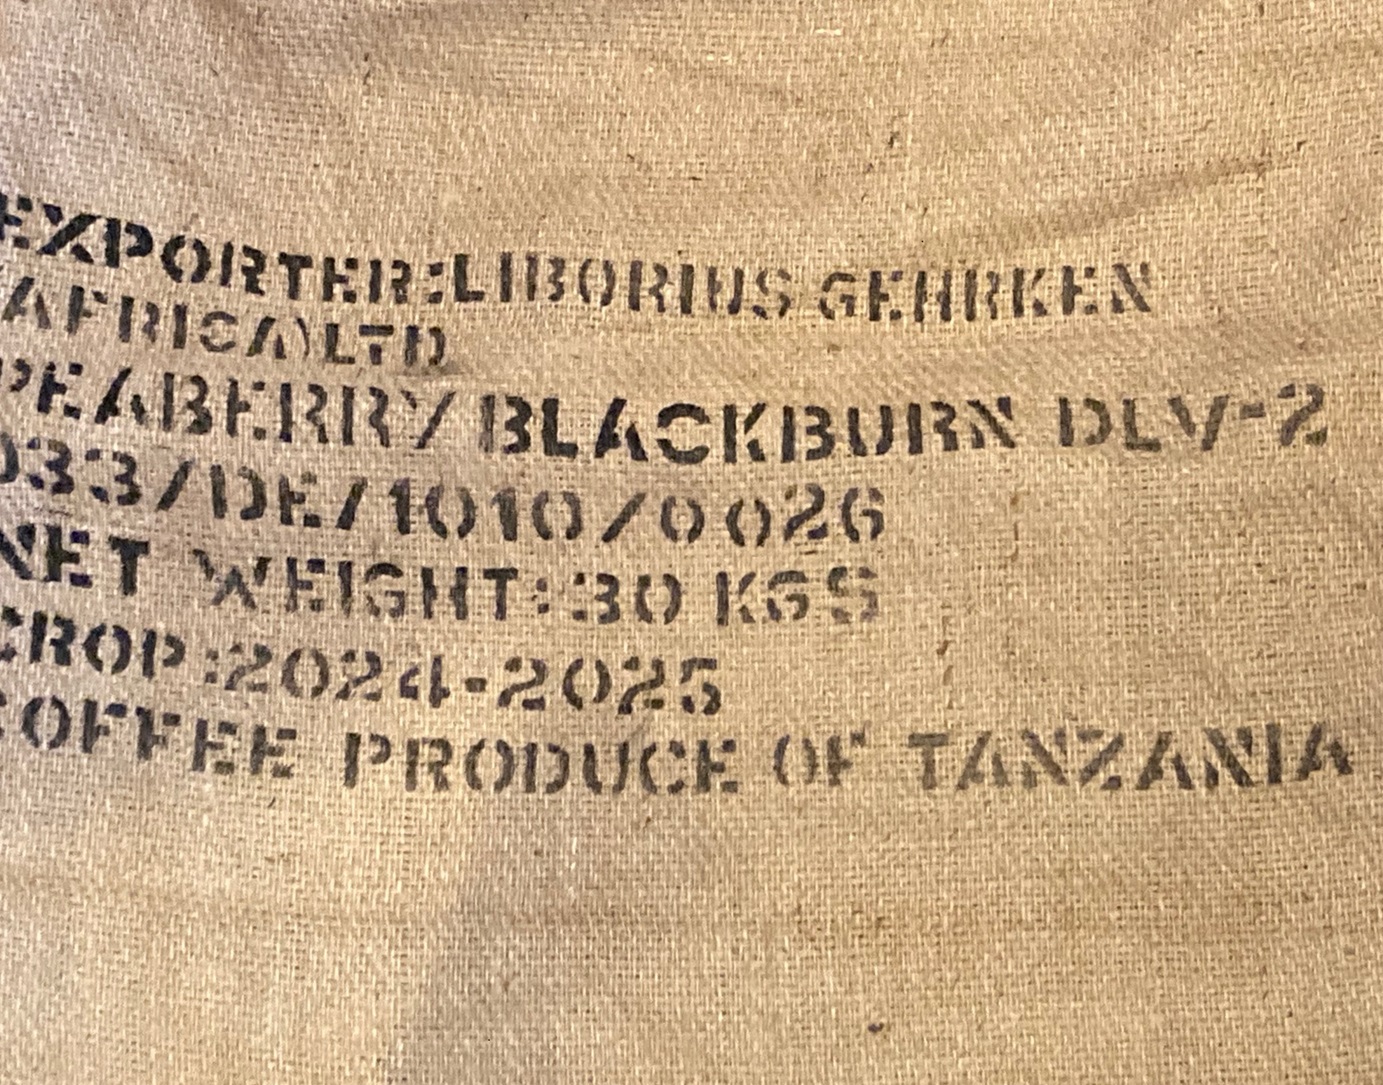 EXPORTER:LIBORIUS GEHRKEN
(AFRICA)LTD
PEABERRY BLACKBURN DLV-2
033/DE/1010/0026
NET WEIGHT:30 KGS
CROP:2024-2025
COFFEE PRODUCE OF TANZANIA